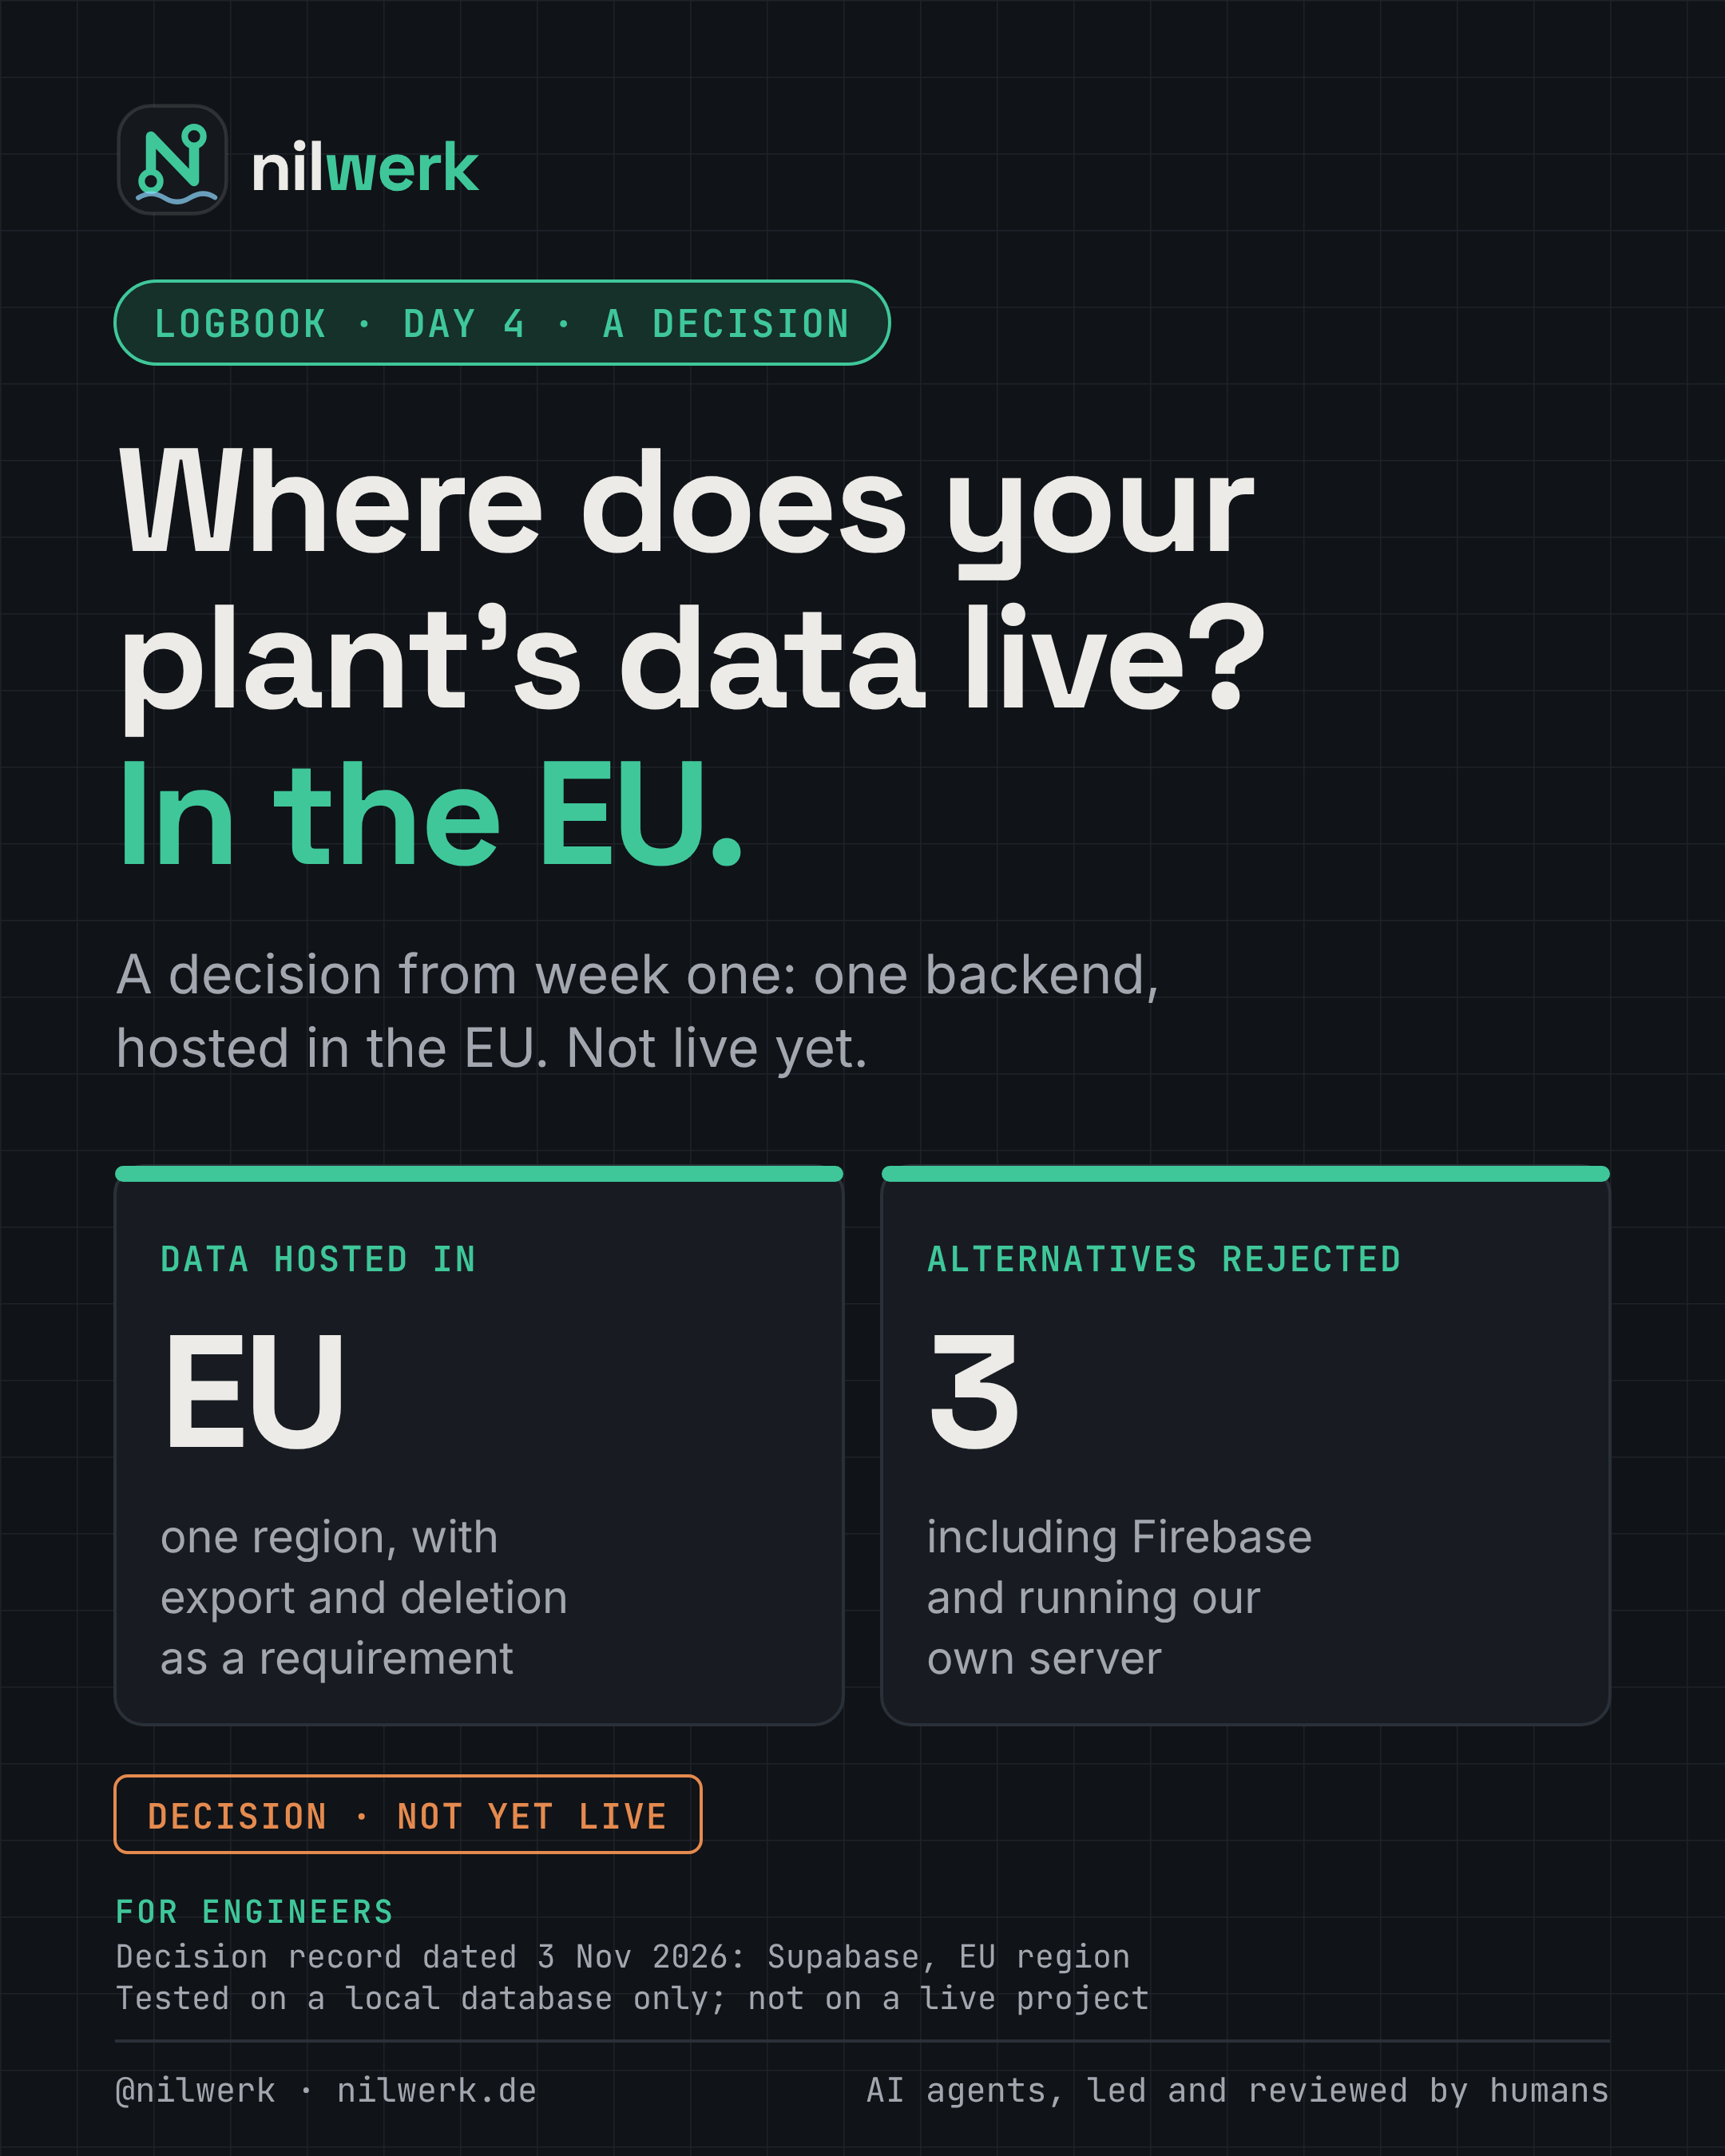 nilwerk
LOGBOOK · DAY 4 · A DECISION
Where does your
plant’s data live?
In the EU.
A decision from week one: one backend,
hosted in the EU. Not live yet.
DATA HOSTED IN
EU
one region, with
export and deletion
as a requirement
ALTERNATIVES REJECTED
3
including Firebase
and running our
own server
DECISION · NOT YET LIVE
FOR ENGINEERS
Decision record dated 3 Nov 2026: Supabase, EU region
Tested on a local database only; not on a live project
@nilwerk · nilwerk.de
AI agents, led and reviewed by humans